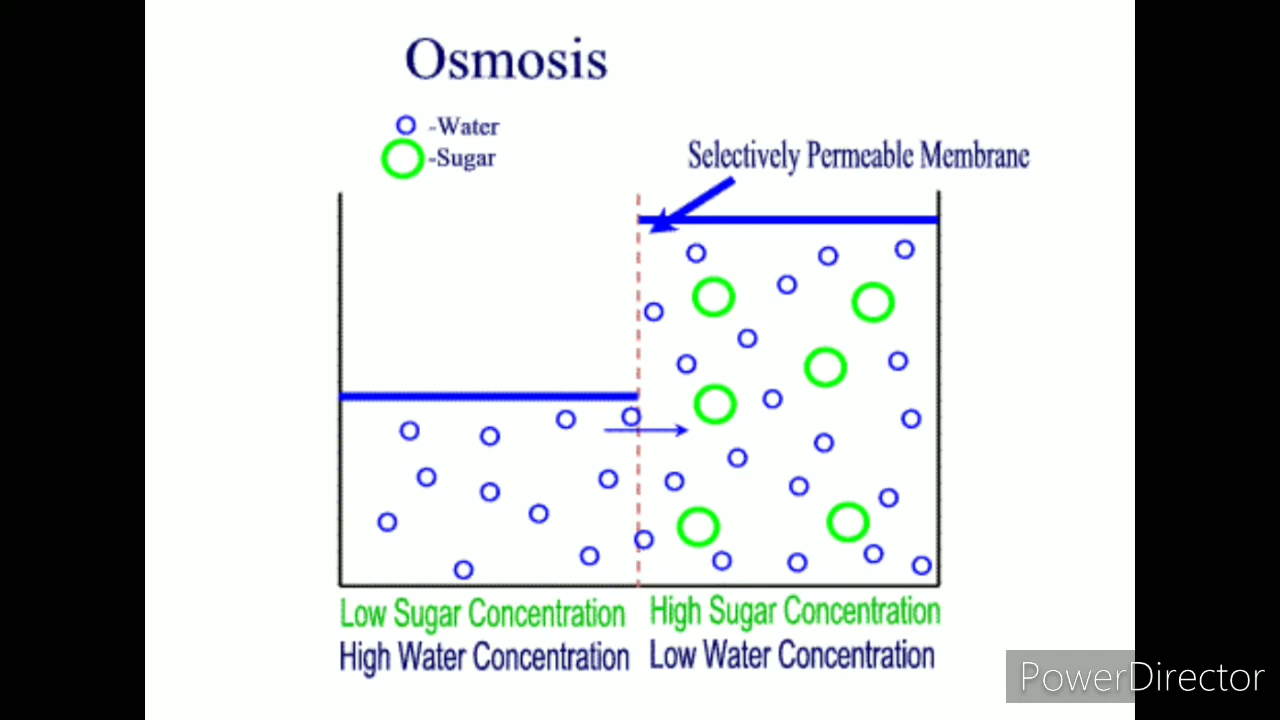 Osmosis
-Water
-Sugar
Selectively Permeable Membrane
Low Sugar Concentration
High Sugar Concentration
High Water Concentration
Low Water Concentration
PowerDirector